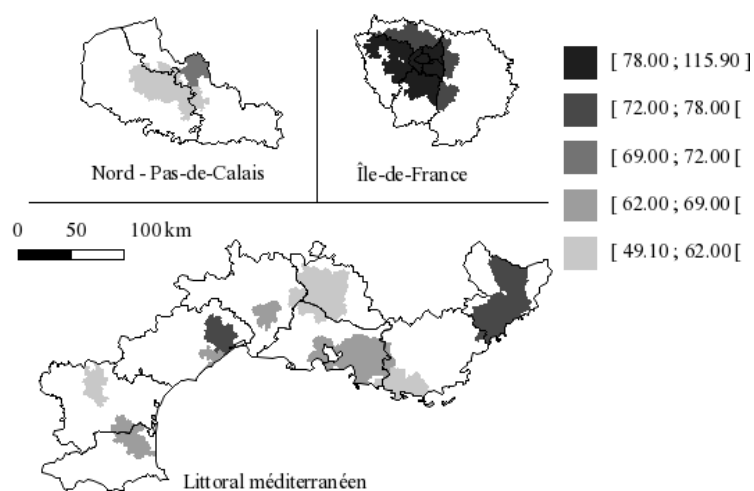 [ 78.00 ; 115.90 ]
[ 72.00 ; 78.00 [
[ 69.00 ; 72.00 [
[ 62.00 ; 69.00 [
[ 49.10 ; 62.00 [
Nord - Pas-de-Calais
Île-de-France
0 50 100 km
Littoral méditerranéen